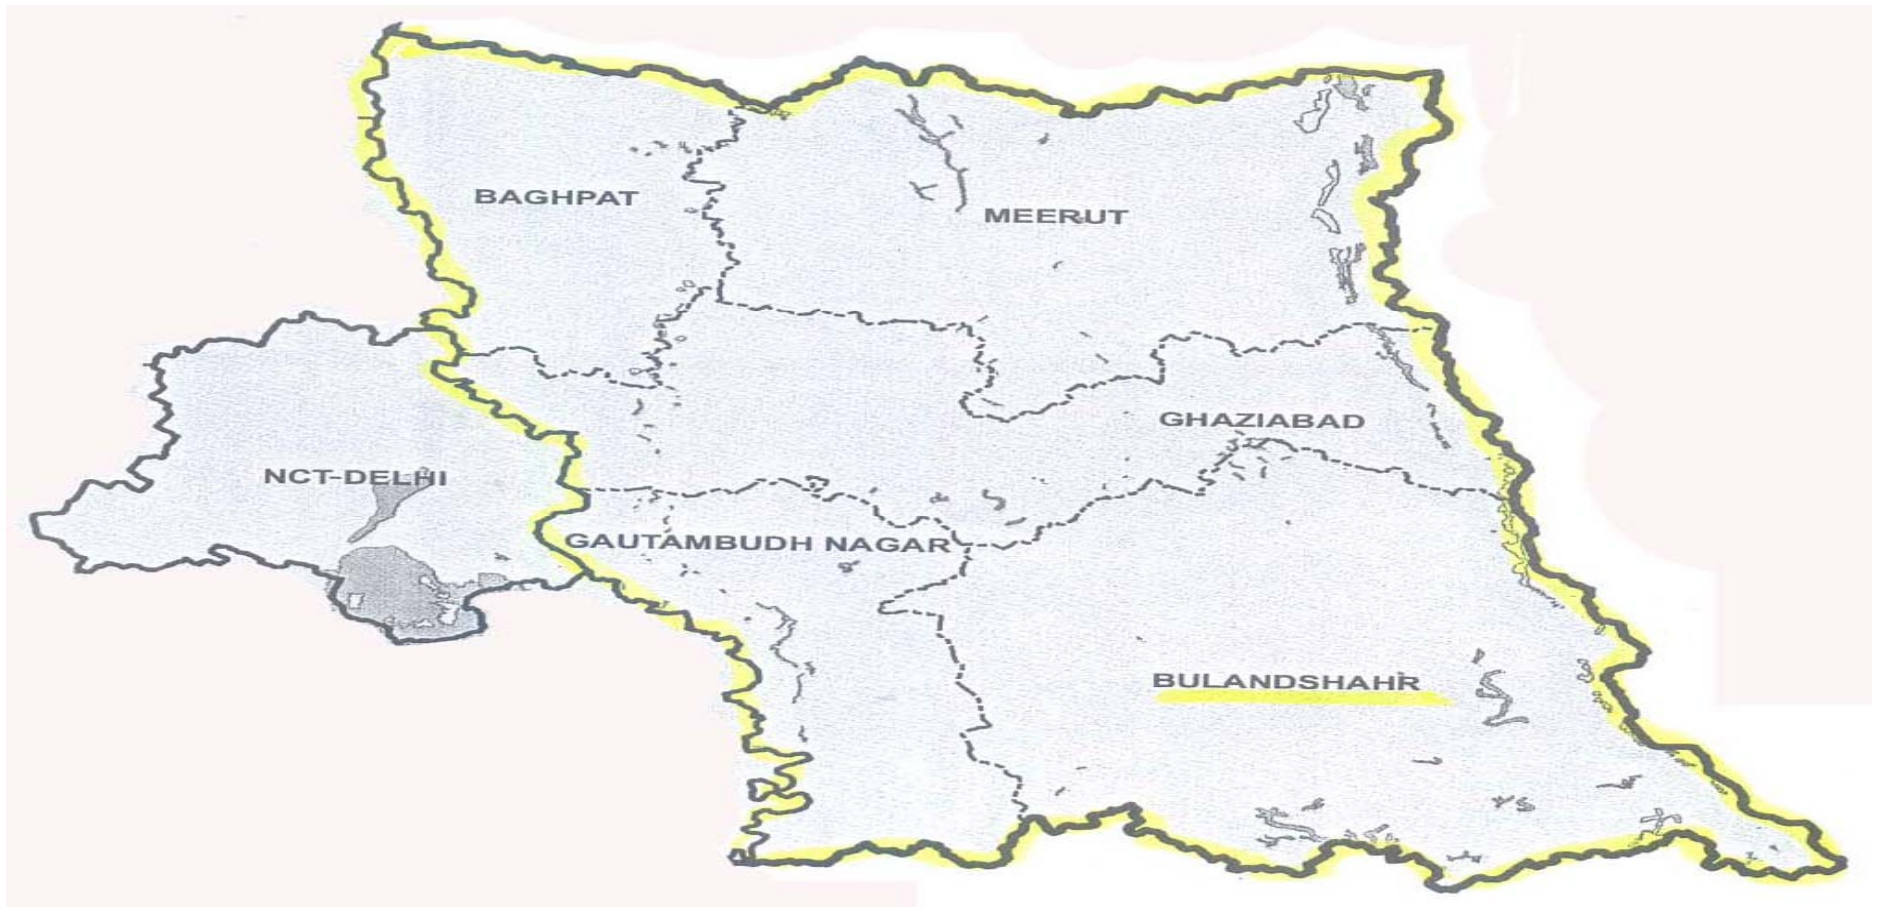 BAGHPAT
MEERUT
GHAZIABAD
NCT-DELHI
GAUTAMBUDH NAGAR
BULANDSHAHR